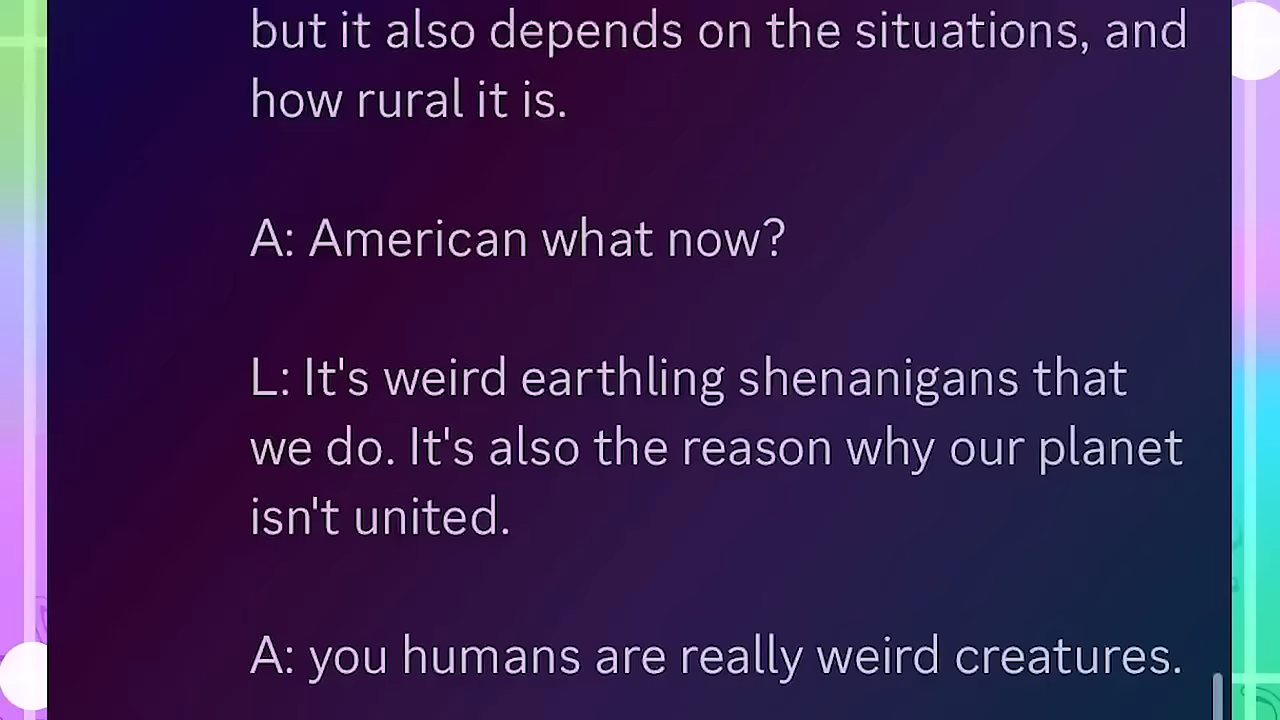 but it also depends on the situations, and
how rural it is.
A: American what now?
L: It's weird earthling shenanigans that
we do. It's also the reason why our planet
isn't united.
A: you humans are really weird creatures.